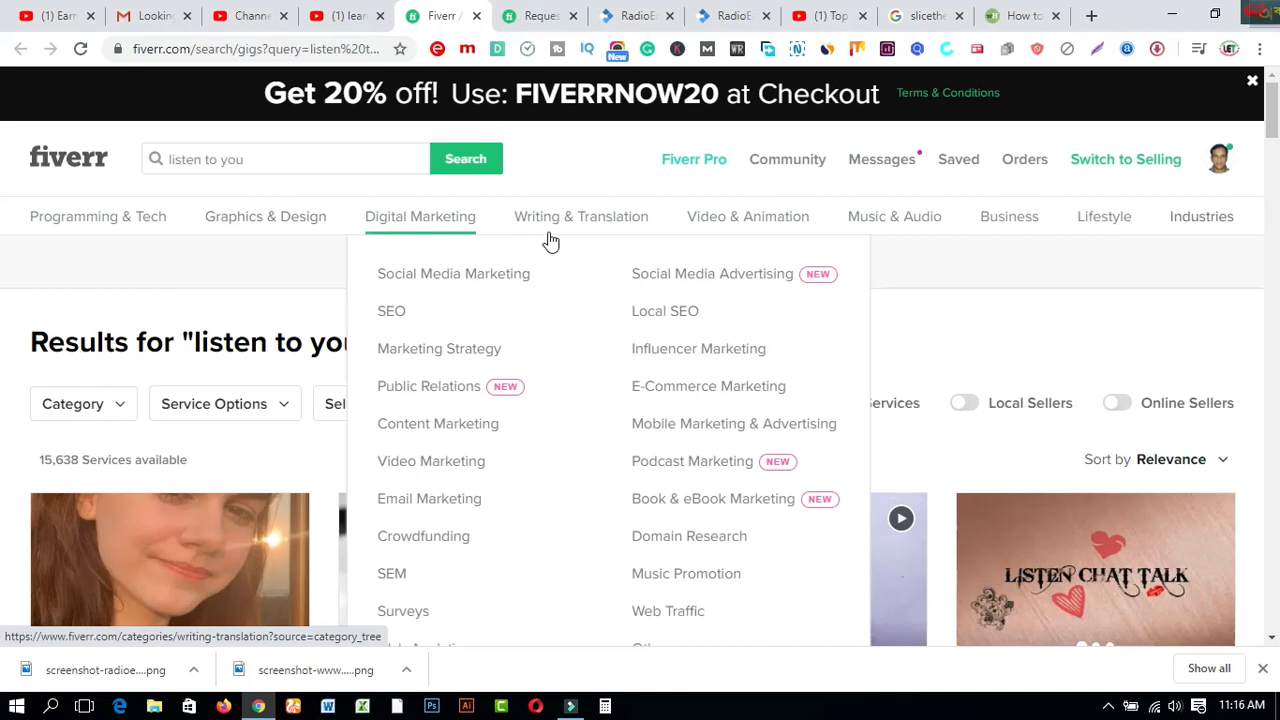 (1) Earn
Looking
Channe
(1) lear
Fiverr /
Reques
RadioE
RadioE
(1) Top
slicethe
How to
fiverr.com/search/gigs?query=listen%20t...
New
Get 20% off! Use: FIVERRNOW20 at Checkout
Terms & Conditions
fiverr
listen to you
Search
Fiverr Pro
Community
Messages
Saved
Orders
Switch to Selling
Programming & Tech
Graphics & Design
Digital Marketing
Writing & Translation
Video & Animation
Music & Audio
Business
Lifestyle
Industries
Social Media Marketing
Social Media Advertising NEW
SEO
Local SEO
Results for "listen to you
Marketing Strategy
Influencer Marketing
Public Relations NEW
E-Commerce Marketing
Category
Service Options
Sel
ervices
Local Sellers
Online Sellers
Content Marketing
Mobile Marketing & Advertising
15,638 Services available
Video Marketing
Podcast Marketing NEW
Sort by Relevance
Email Marketing
Book & eBook Marketing NEW
Crowdfunding
Domain Research
SEM
Music Promotion
LISTEN CHAT TALK
Surveys
Web Traffic
https://www.fiverr.com/categories/writing-translation?source=category_tree
screenshot-radioe....png
screenshot-www.....png
Show all
11:16 AM